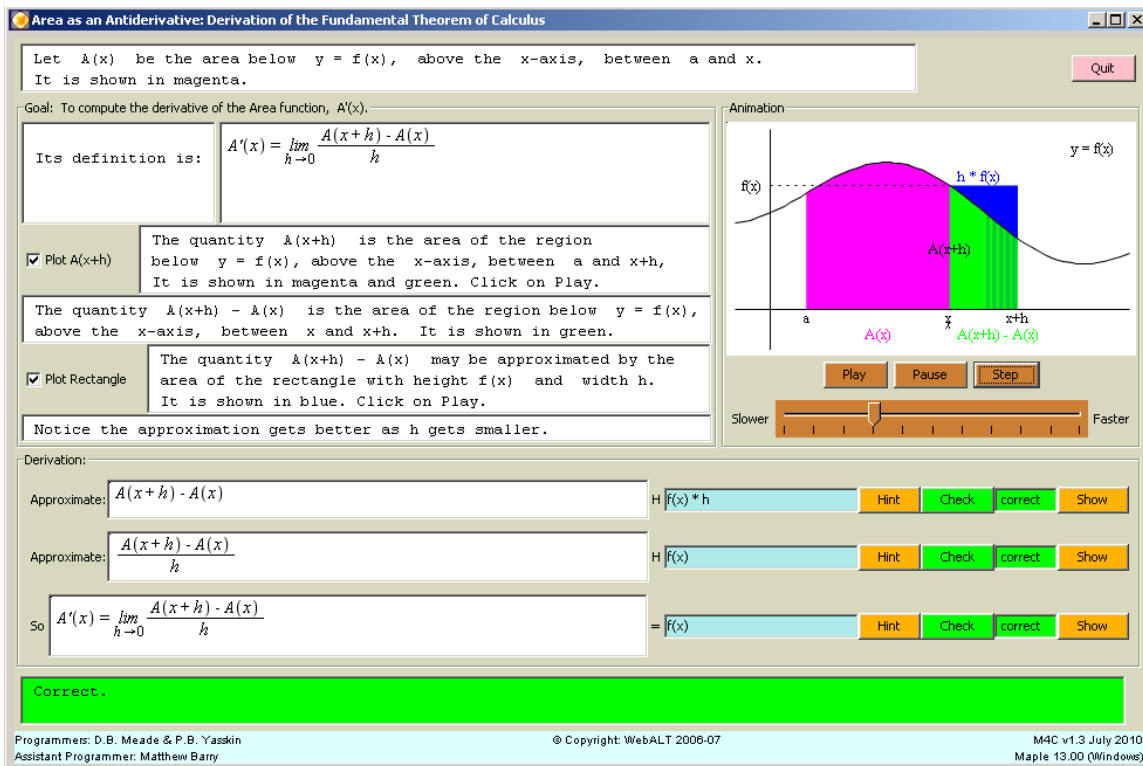 Area as an Antiderivative: Derivation of the Fundamental Theorem of Calculus
Let A(x) be the area below y = f(x), above the x-axis, between a and x.
It is shown in magenta.
Quit
Goal: To compute the derivative of the Area function, A'(x).
Its definition is:
A′(x) = lim h→0 (A(x+h) - A(x))/h
Plot A(x+h)
The quantity A(x+h) is the area of the region
below y = f(x), above the x-axis, between a and x+h,
It is shown in magenta and green. Click on Play.
The quantity A(x+h) - A(x) is the area of the region below y = f(x),
above the x-axis, between x and x+h. It is shown in green.
Plot Rectangle
The quantity A(x+h) - A(x) may be approximated by the
area of the rectangle with height f(x) and width h.
It is shown in blue. Click on Play.
Notice the approximation gets better as h gets smaller.
Animation
y = f(x)
h * f(x)
f(x)
A(x+h)
a x x+h
A(x) A(x+h) - A(x)
Play Pause Step
Slower Faster
Derivation:
Approximate: A(x+h) - A(x) H f(x) * h Hint Check correct Show
Approximate: (A(x+h) - A(x))/h H f(x) Hint Check correct Show
So A′(x) = lim h→0 (A(x+h) - A(x))/h = f(x) Hint Check correct Show
Correct.
Programmers: D.B. Meade & P.B. Yasskin © Copyright: WebALT 2006-07 M4C v1.3 July 2010
Assistant Programmer: Matthew Barry Maple 13.00 (Windows)